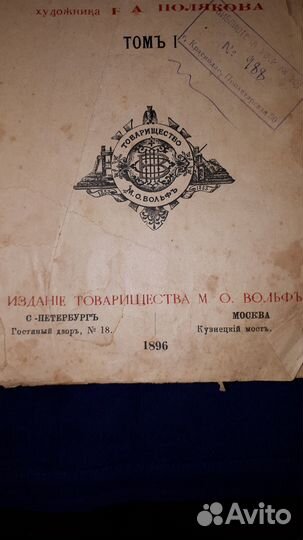 художника І А ПОЛЯКОВА
ТОМЪ I
№ 988
ТОВАРИЩЕСТВО
М. О. ВОЛЬФЪ
ИЗДАНІЕ ТОВАРИЩЕСТВА М О. ВОЛЬФЪ
С-ПЕТЕРБУРГЪ
Гостиный дворъ, № 18.
МОСКВА
Кузнецкій мостъ.
1896
Avito